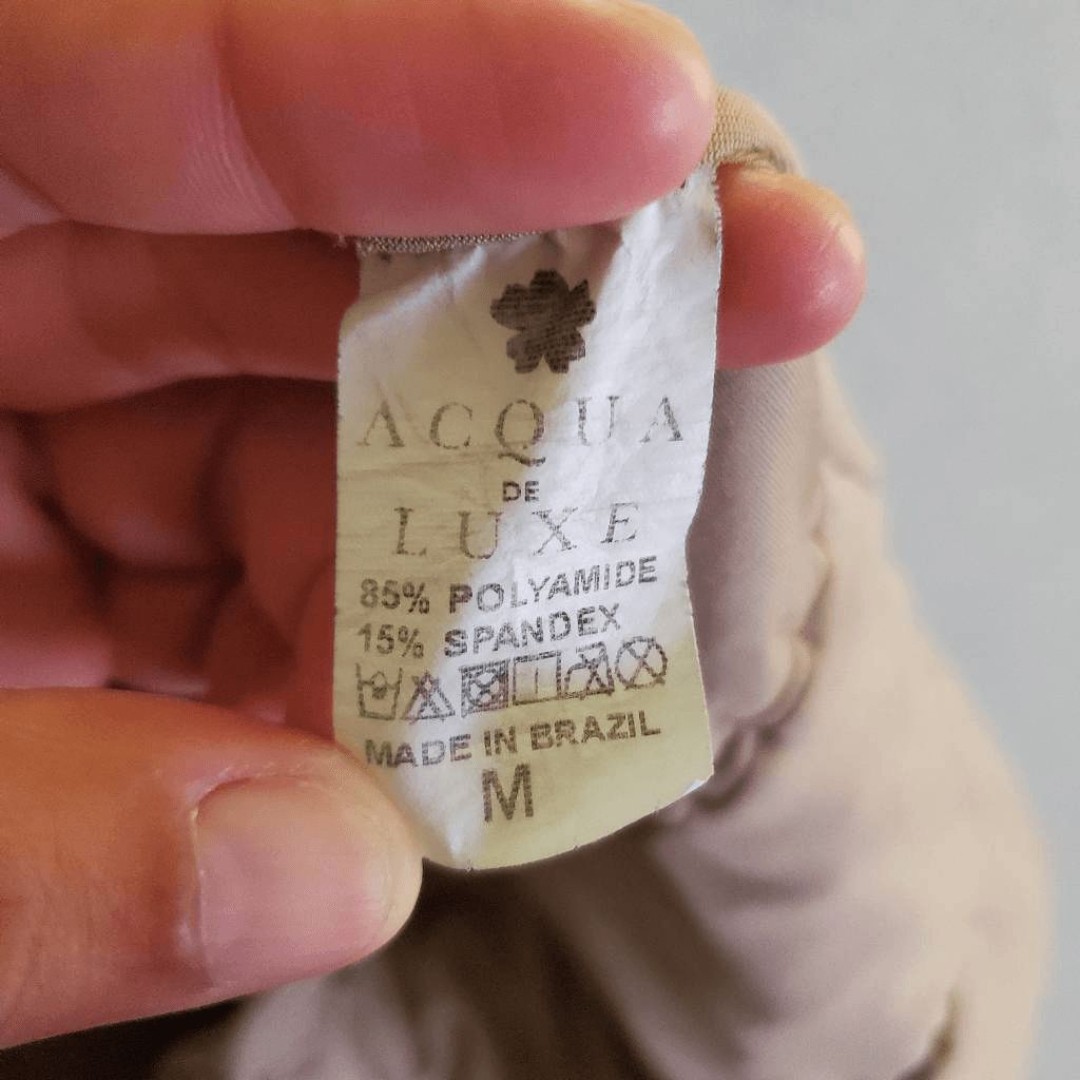 ACQUA
DE
LUXE
85% POLYAMIDE
15% SPANDEX
MADE IN BRAZIL
M